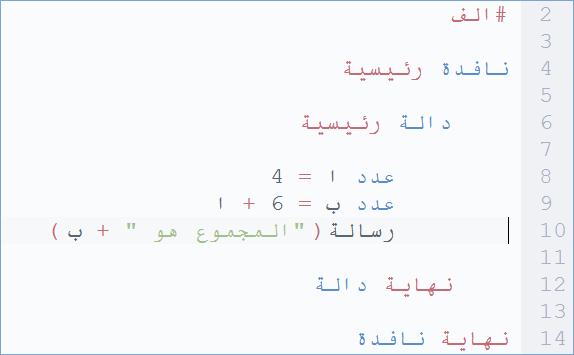 2 #الف
3
4 نافدة رئيسية
5
6 دالة رئيسية
7
8 عدد ا = 4
9 عدد ب = 6 + ا
10 رسالة("المجموع هو " + ب)
11
12 نهاية دالة
13
14 نهاية نافدة